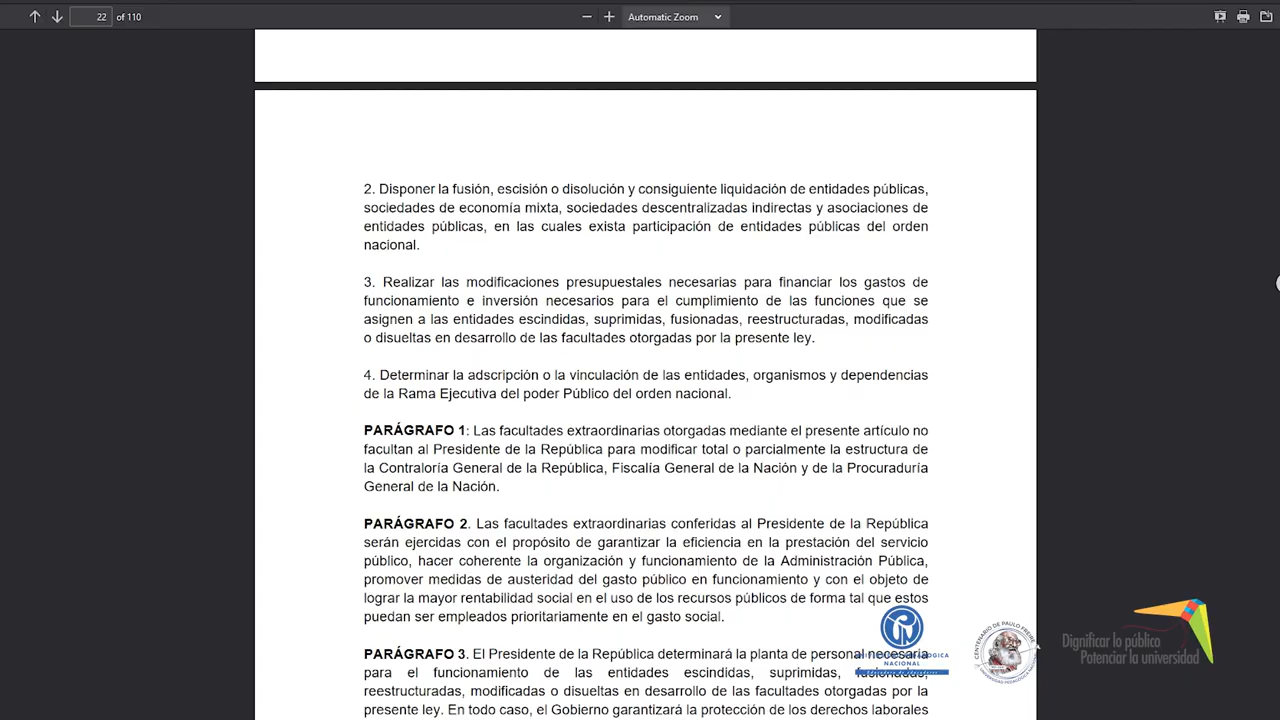 22 of 110
Automatic Zoom
2. Disponer la fusión, escisión o disolución y consiguiente liquidación de entidades públicas,
sociedades de economía mixta, sociedades descentralizadas indirectas y asociaciones de
entidades públicas, en las cuales exista participación de entidades públicas del orden
nacional.
3. Realizar las modificaciones presupuestales necesarias para financiar los gastos de
funcionamiento e inversión necesarios para el cumplimiento de las funciones que se
asignen a las entidades escindidas, suprimidas, fusionadas, reestructuradas, modificadas
o disueltas en desarrollo de las facultades otorgadas por la presente ley.
4. Determinar la adscripción o la vinculación de las entidades, organismos y dependencias
de la Rama Ejecutiva del poder Público del orden nacional.
PARÁGRAFO 1: Las facultades extraordinarias otorgadas mediante el presente artículo no
facultan al Presidente de la República para modificar total o parcialmente la estructura de
la Contraloría General de la República, Fiscalía General de la Nación y de la Procuraduría
General de la Nación.
PARÁGRAFO 2. Las facultades extraordinarias conferidas al Presidente de la República
serán ejercidas con el propósito de garantizar la eficiencia en la prestación del servicio
público, hacer coherente la organización y funcionamiento de la Administración Pública,
promover medidas de austeridad del gasto público en funcionamiento y con el objeto de
lograr la mayor rentabilidad social en el uso de los recursos públicos de forma tal que estos
puedan ser empleados prioritariamente en el gasto social.
PARÁGRAFO 3. El Presidente de la República determinará la planta de personal necesaria
para el funcionamiento de las entidades escindidas, suprimidas, fusionadas,
reestructuradas, modificadas o disueltas en desarrollo de las facultades otorgadas por la
presente ley. En todo caso, el Gobierno garantizará la protección de los derechos laborales
NACIONAL
CENTENARIO DE PAULO FREIRE
Dignificar lo público
Potenciar la universidad